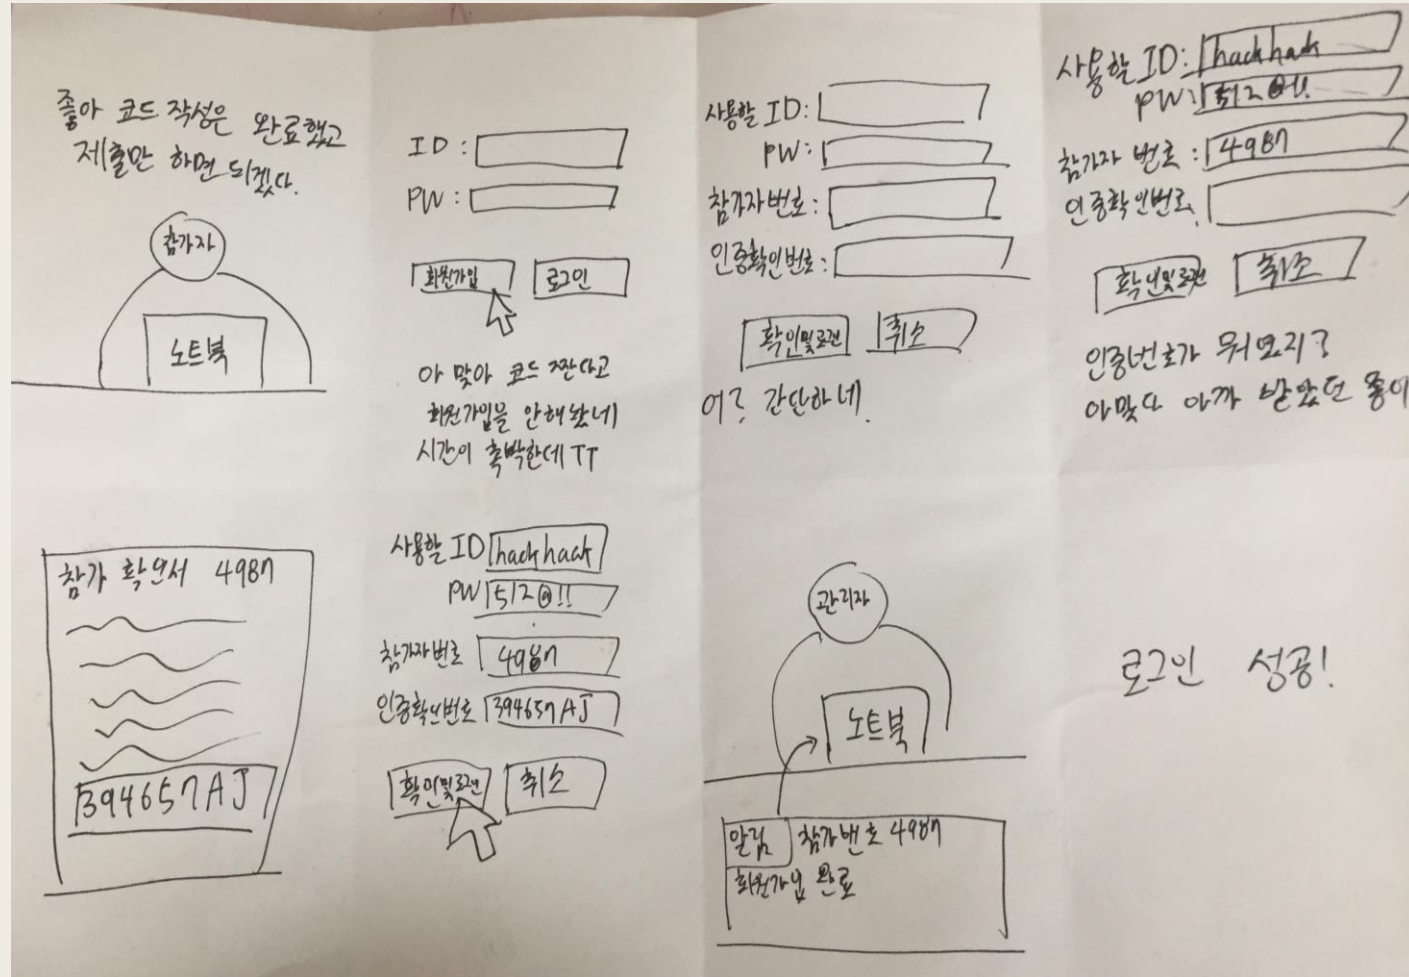 좋아 코드 작성은 완료했고
제출만 하면 되겠다.
참가자
노트북
ID :
PW :
회원가입
로그인
아 맞아 코드 짠다고
회원가입을 안해놨네
시간이 촉박한데 TT
사용할 ID:
PW:
참가자번호:
인증확인번호:
확인및로그인
취소
어? 간단하네.
사용할 ID: hackhack
PW: 1512@!!
참가자 번호: 4987
인증확인번호
확인및로그인
취소
인증번호가 뭐였지?
아맞다 아까 받았던 종이
참가 확인서 4987
394657AJ
사용할 ID hackhack
PW 1512@!!
참가자번호 4987
인증확인번호 394657AJ
확인및로그인
취소
관리자
노트북
알림 참가번호 4987
회원가입 완료
로그인 성공!